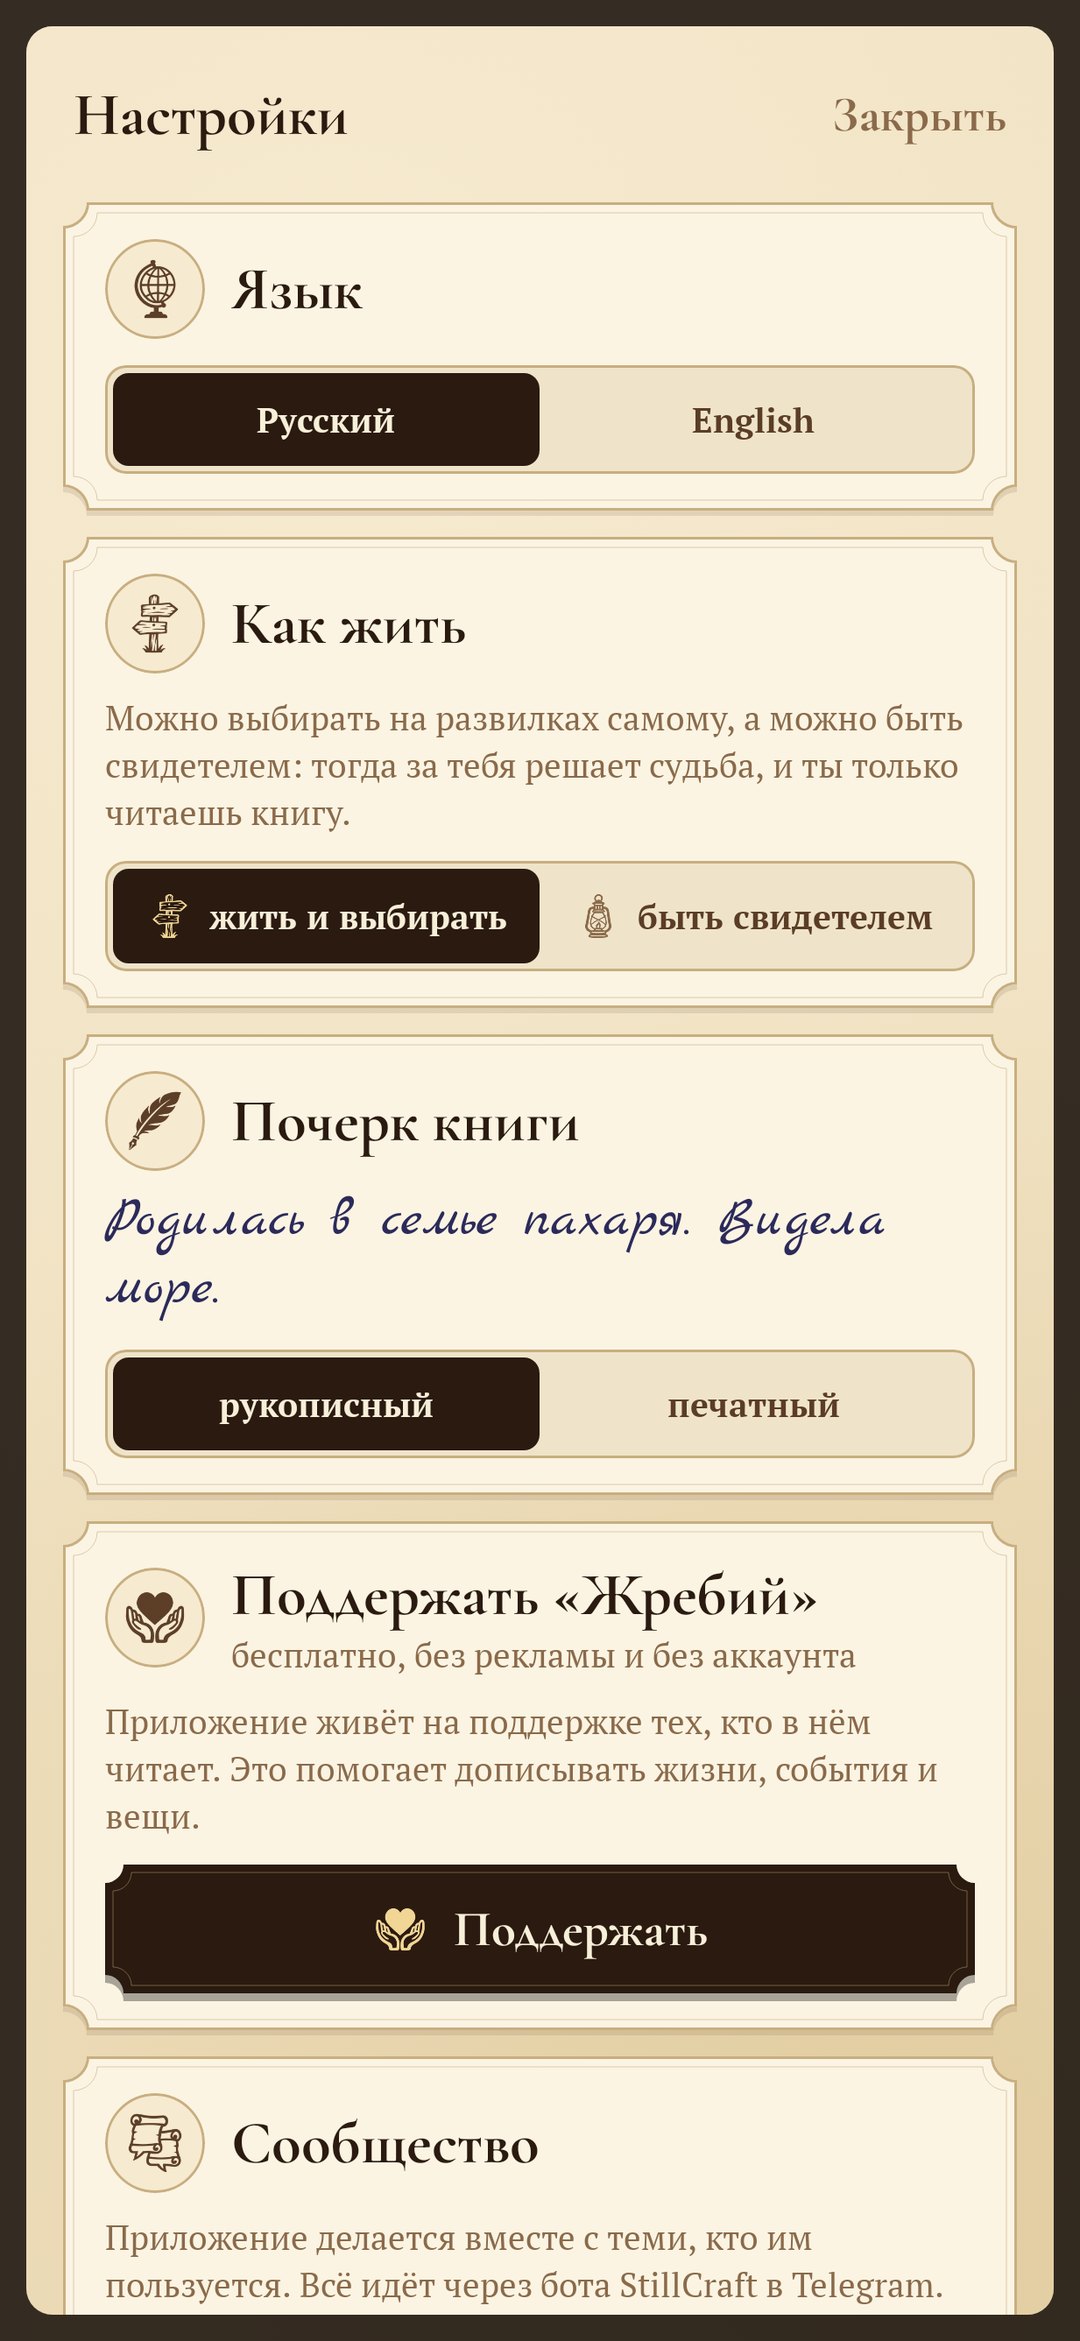 Настройки
Закрыть
Язык
Русский
English
Как жить
Можно выбирать на развилках самому, а можно быть
свидетелем: тогда за тебя решает судьба, и ты только
читаешь книгу.
жить и выбирать
быть свидетелем
Почерк книги
Родилась в семье пахаря. Видела
море.
рукописный
печатный
Поддержать «Жребий»
бесплатно, без рекламы и без аккаунта
Приложение живёт на поддержке тех, кто в нём
читает. Это помогает дописывать жизни, события и
вещи.
Поддержать
Сообщество
Приложение делается вместе с теми, кто им
пользуется. Всё идёт через бота StillCraft в Telegram.